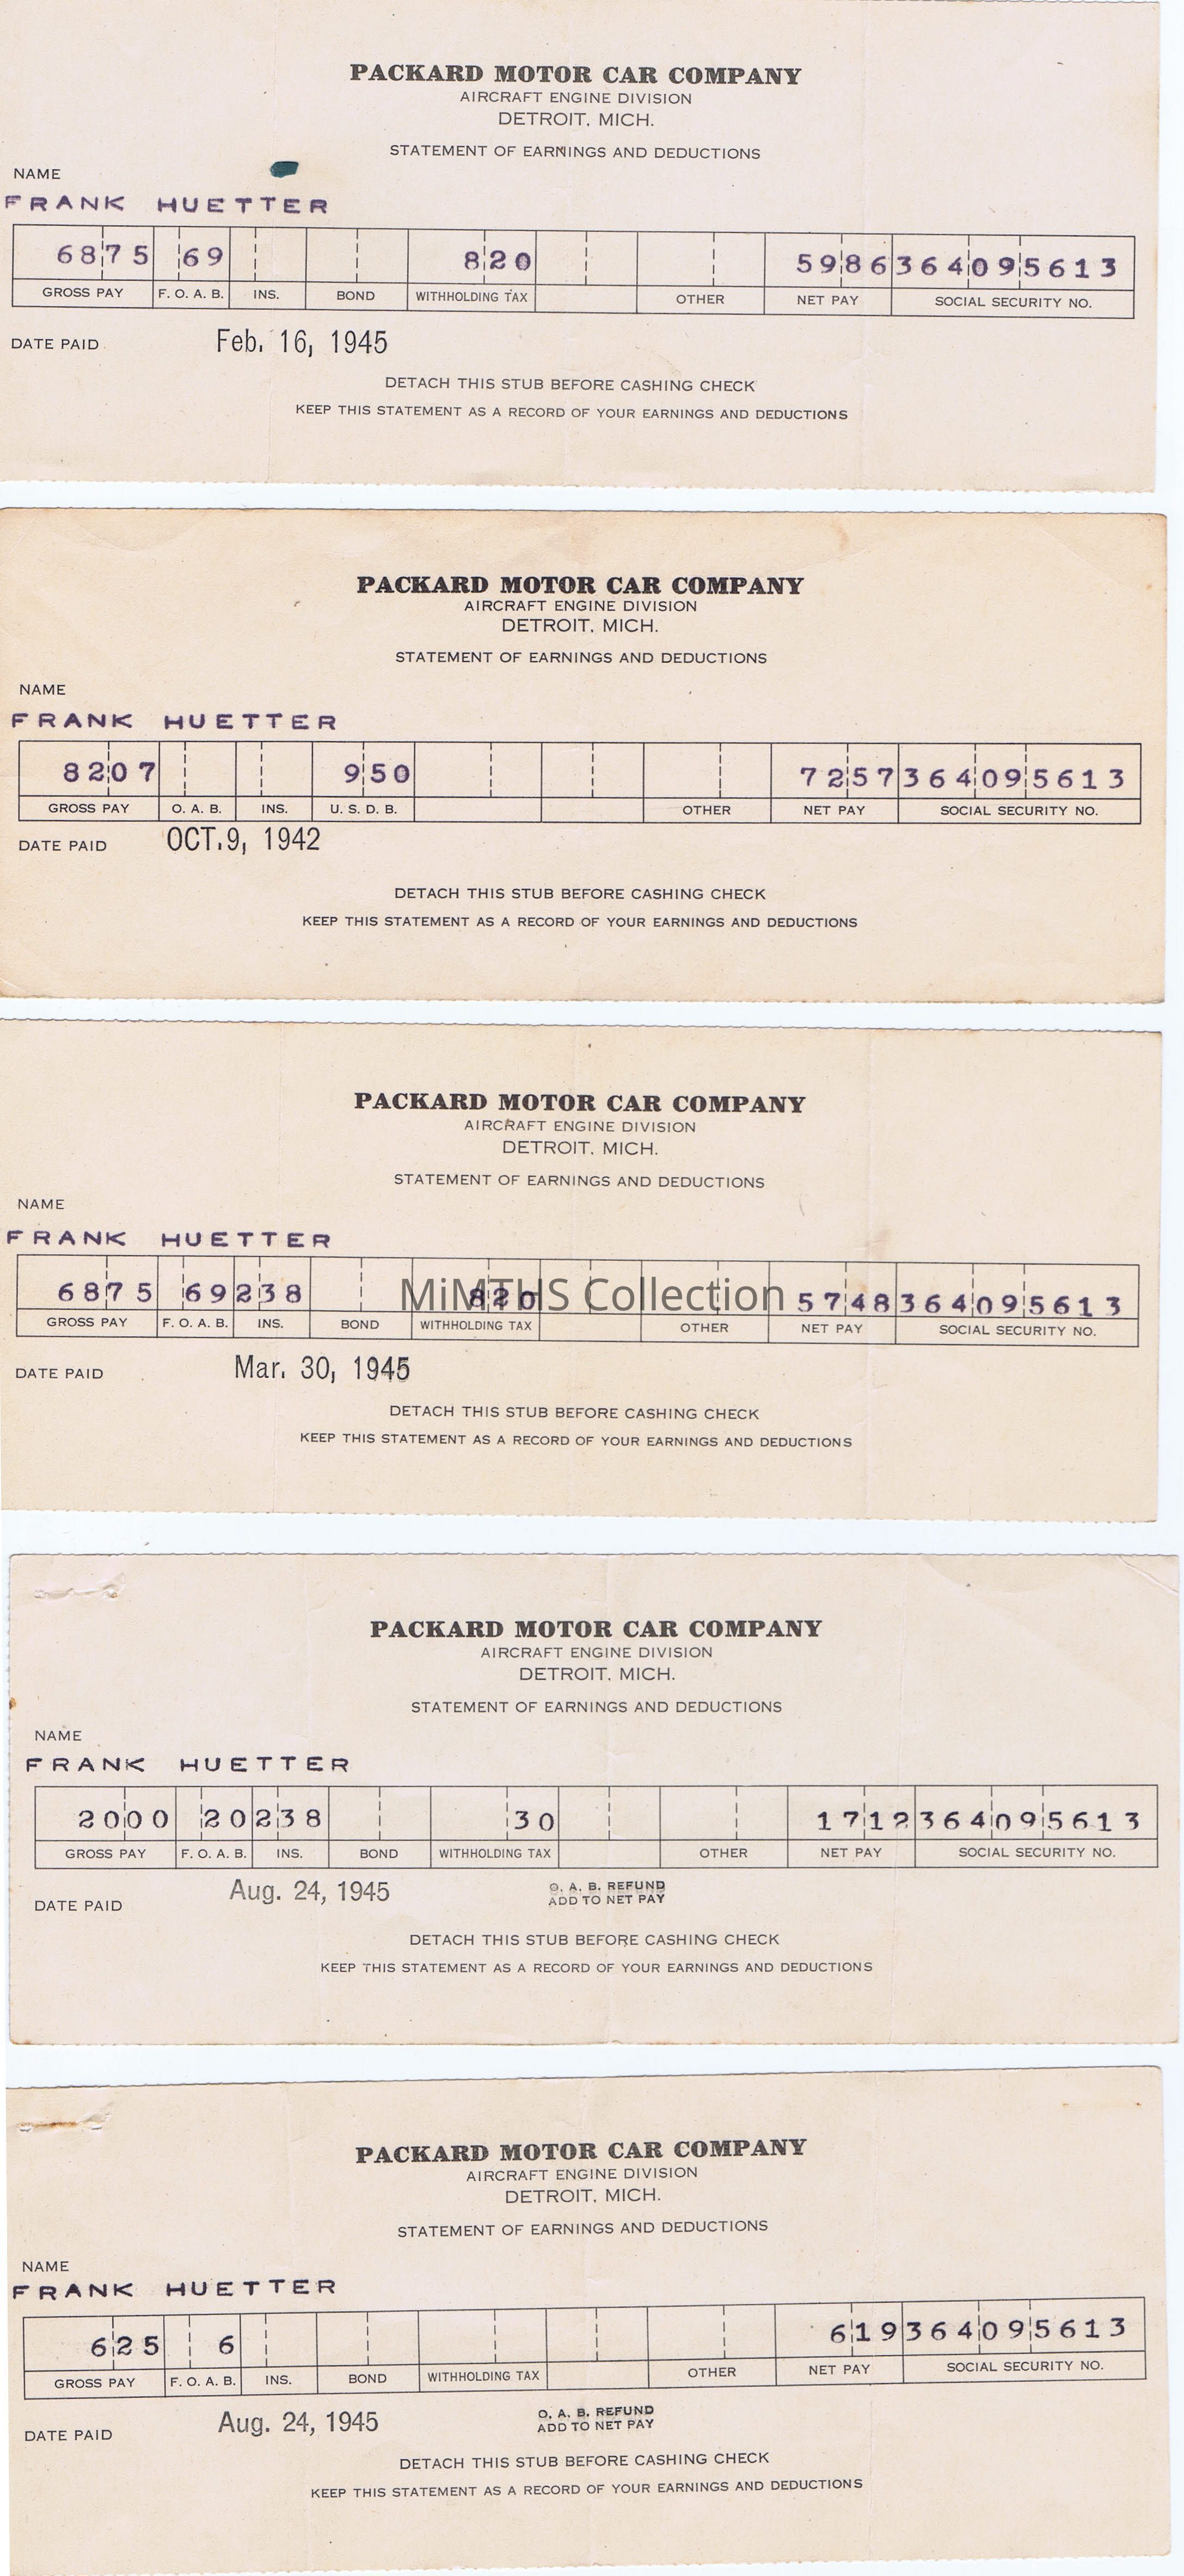 PACKARD MOTOR CAR COMPANY
AIRCRAFT ENGINE DIVISION
DETROIT, MICH.
STATEMENT OF EARNINGS AND DEDUCTIONS
NAME
FRANK HUETTER
6875 69 820 5986 364095613
GROSS PAY F. O. A. B. INS. BOND WITHHOLDING TAX OTHER NET PAY SOCIAL SECURITY NO.
DATE PAID Feb. 16, 1945
DETACH THIS STUB BEFORE CASHING CHECK
KEEP THIS STATEMENT AS A RECORD OF YOUR EARNINGS AND DEDUCTIONS
PACKARD MOTOR CAR COMPANY
AIRCRAFT ENGINE DIVISION
DETROIT, MICH.
STATEMENT OF EARNINGS AND DEDUCTIONS
NAME
FRANK HUETTER
8207 950 7257 364095613
GROSS PAY O. A. B. INS. U. S. D. B. OTHER NET PAY SOCIAL SECURITY NO.
DATE PAID OCT.9, 1942
DETACH THIS STUB BEFORE CASHING CHECK
KEEP THIS STATEMENT AS A RECORD OF YOUR EARNINGS AND DEDUCTIONS
PACKARD MOTOR CAR COMPANY
AIRCRAFT ENGINE DIVISION
DETROIT, MICH.
STATEMENT OF EARNINGS AND DEDUCTIONS
NAME
FRANK HUETTER
6875 69 238 820 5748 364095613
MiMTHS Collection
GROSS PAY F. O. A. B. INS. BOND WITHHOLDING TAX OTHER NET PAY SOCIAL SECURITY NO.
DATE PAID Mar. 30, 1945
DETACH THIS STUB BEFORE CASHING CHECK
KEEP THIS STATEMENT AS A RECORD OF YOUR EARNINGS AND DEDUCTIONS
PACKARD MOTOR CAR COMPANY
AIRCRAFT ENGINE DIVISION
DETROIT, MICH.
STATEMENT OF EARNINGS AND DEDUCTIONS
NAME
FRANK HUETTER
2000 20 238 30 1712 364095613
GROSS PAY F. O. A. B. INS. BOND WITHHOLDING TAX OTHER NET PAY SOCIAL SECURITY NO.
DATE PAID Aug. 24, 1945 O. A. B. REFUND
ADD TO NET PAY
DETACH THIS STUB BEFORE CASHING CHECK
KEEP THIS STATEMENT AS A RECORD OF YOUR EARNINGS AND DEDUCTIONS
PACKARD MOTOR CAR COMPANY
AIRCRAFT ENGINE DIVISION
DETROIT, MICH.
STATEMENT OF EARNINGS AND DEDUCTIONS
NAME
FRANK HUETTER
625 6 619 364095613
GROSS PAY F. O. A. B. INS. BOND WITHHOLDING TAX OTHER NET PAY SOCIAL SECURITY NO.
DATE PAID Aug. 24, 1945 O. A. B. REFUND
ADD TO NET PAY
DETACH THIS STUB BEFORE CASHING CHECK
KEEP THIS STATEMENT AS A RECORD OF YOUR EARNINGS AND DEDUCTIONS